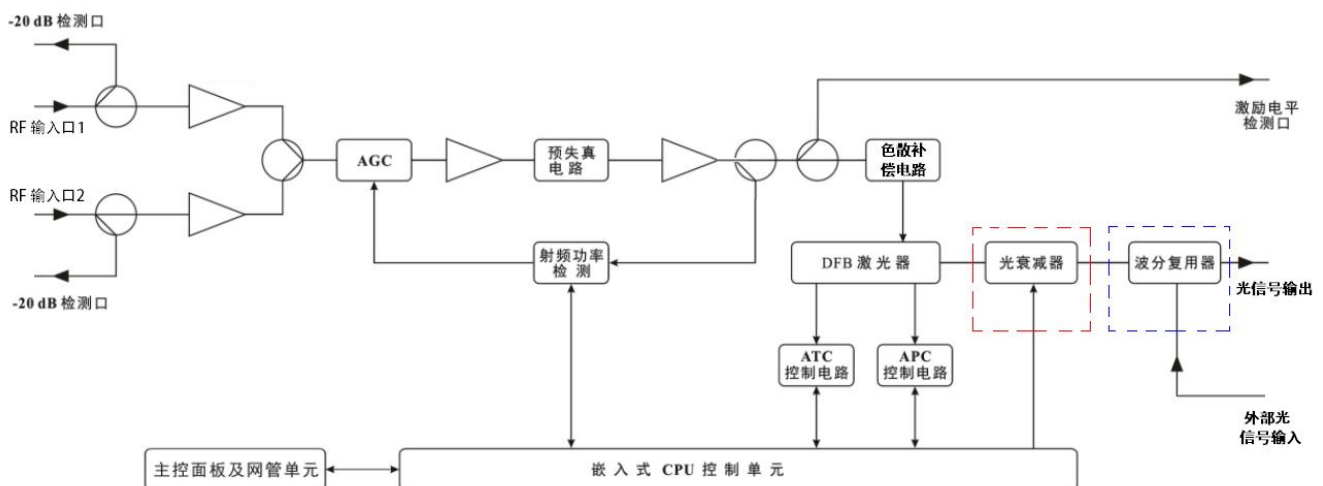 -20 dB 检测口
RF 输入口1
RF 输入口2
-20 dB 检测口
AGC
预失真
电路
射频功率
检测
激励电平
检测口
色散补
偿电路
DFB 激光器
光衰减器
波分复用器
光信号输出
ATC
控制电路
APC
控制电路
外部光
信号输入
主控面板及网管单元
嵌入式 CPU 控制单元